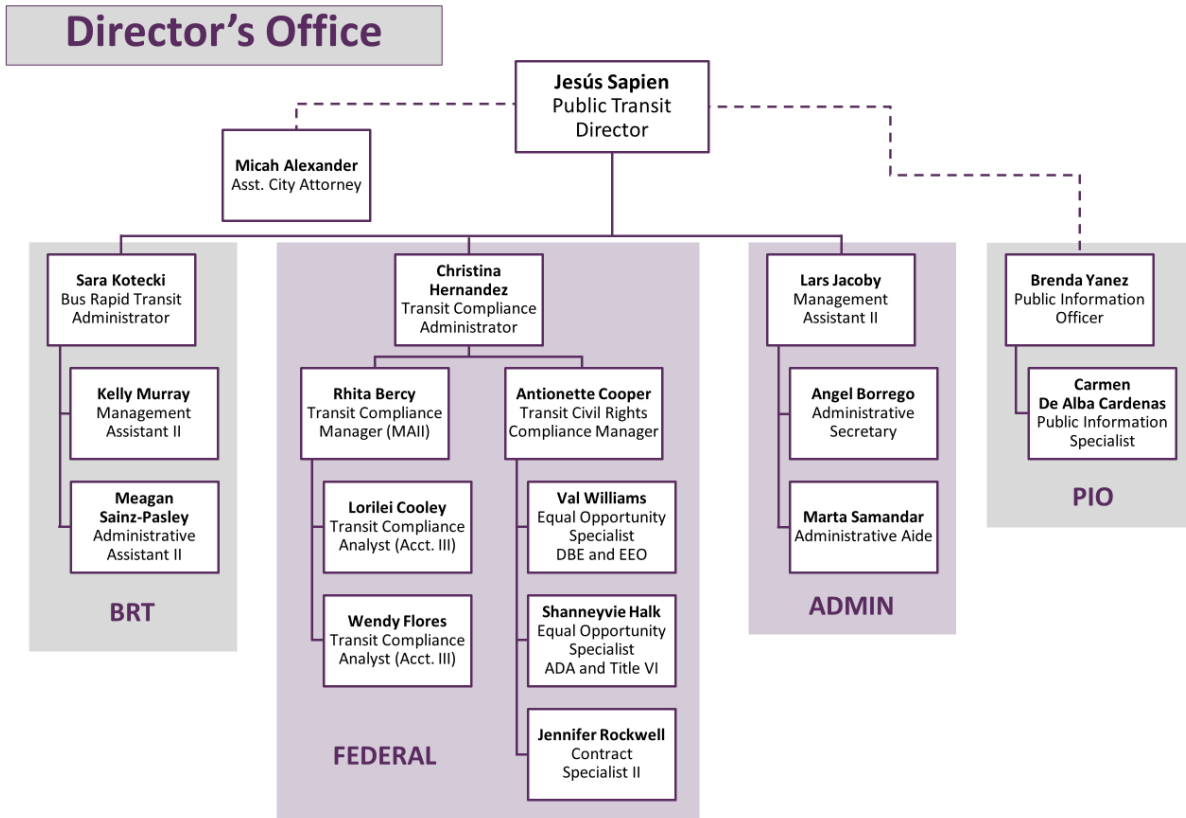 Director’s Office
Jesús Sapien
Public Transit
Director
Micah Alexander
Asst. City Attorney
Sara Kotecki
Bus Rapid Transit
Administrator
Kelly Murray
Management
Assistant II
Meagan
Sainz-Pasley
Administrative
Assistant II
BRT
Christina
Hernandez
Transit Compliance
Administrator
Rhita Bercy
Transit Compliance
Manager (MAII)
Lorilei Cooley
Transit Compliance
Analyst (Acct. III)
Wendy Flores
Transit Compliance
Analyst (Acct. III)
Antionette Cooper
Transit Civil Rights
Compliance Manager
Val Williams
Equal Opportunity
Specialist
DBE and EEO
Shanneyvie Halk
Equal Opportunity
Specialist
ADA and Title VI
Jennifer Rockwell
Contract
Specialist II
FEDERAL
Lars Jacoby
Management
Assistant II
Angel Borrego
Administrative
Secretary
Marta Samandar
Administrative Aide
ADMIN
Brenda Yanez
Public Information
Officer
Carmen
De Alba Cardenas
Public Information
Specialist
PIO